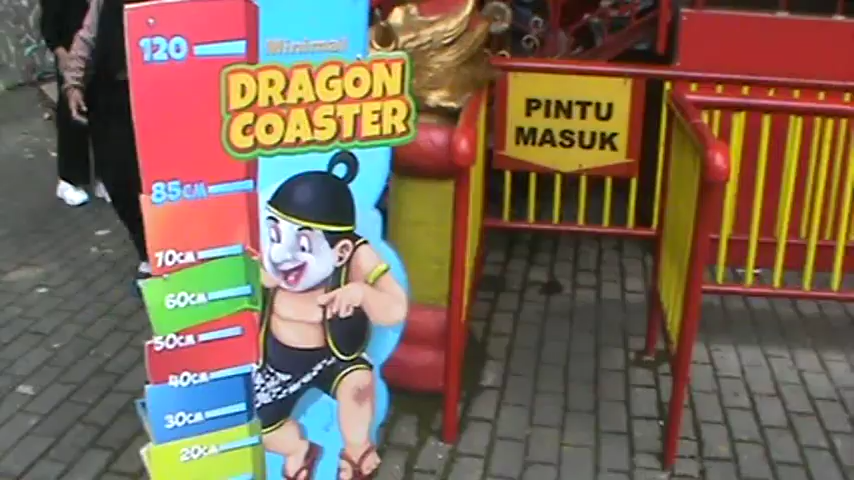 120
Minimal
DRAGON
COASTER
PINTU
MASUK
85CM
70CM
60CM
50CM
40CM
30CM
20CM